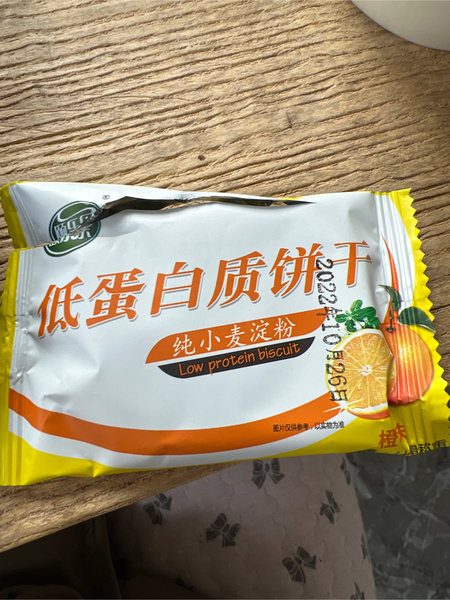 ®
低蛋白质饼干
纯小麦淀粉
Low protein biscuit
2022年10月26日
图片仅供参考，以实物为准
橙